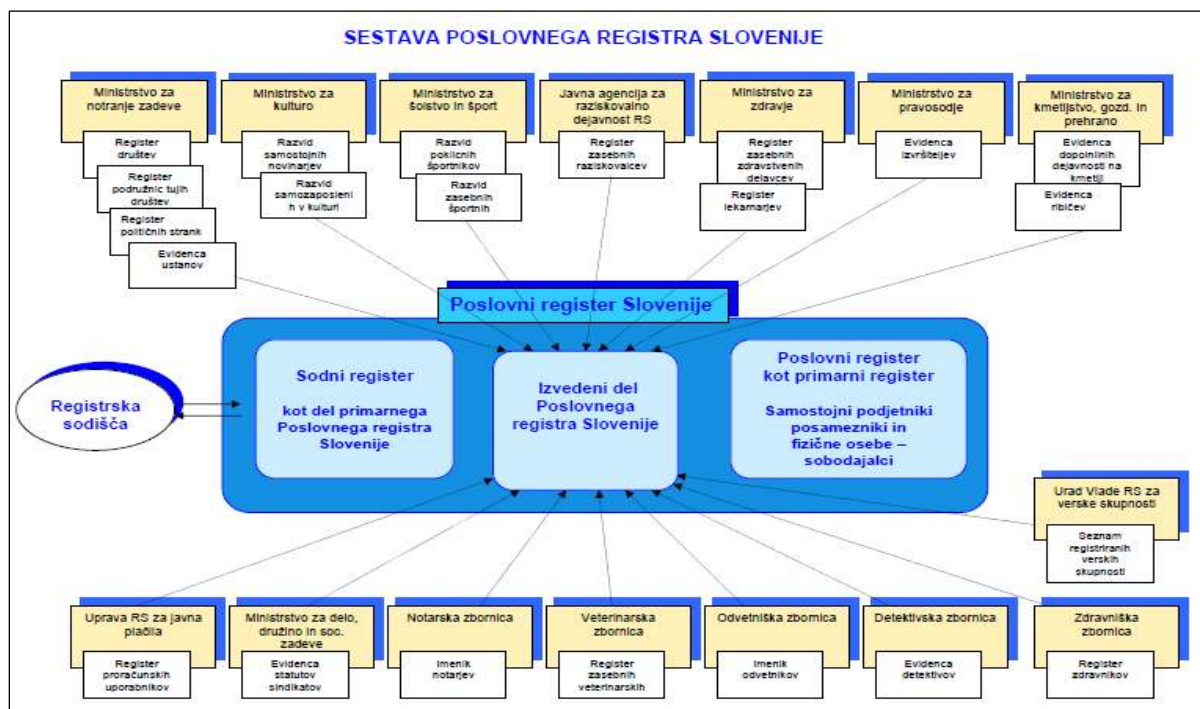 SESTAVA POSLOVNEGA REGISTRA SLOVENIJE
Ministrstvo za
notranje zadeve
Register
društev
Register
podružnic tujih
društev
Register
političnih strank
Evidenca
ustanov
Ministrstvo za
kulturo
Razvid
samostojnih
novinarjev
Razvid
samozaposleni
h v kulturi
Ministrstvo za
šolstvo in šport
Razvid
poklicnih
športnikov
Razvid
zasebnih
športnih
Javna agencija za
raziskovalno
dejavnost RS
Register
zasebnih
raziskovalcev
Ministrstvo za
zdravje
Register
zasebnih
zdravstvenih
delavcev
Register
lekarnarjev
Ministrstvo za
pravosodje
Evidenca
izvršiteljev
Ministrstvo za
kmetijstvo, gozd. in
prehrano
Evidenca
dopolnilnih
dejavnosti na
kmetiji
Evidenca
ribičev
Poslovni register Slovenije
Registrska
sodišča
Sodni register
kot del primarnega
Poslovnega registra
Slovenije
Izvedeni del
Poslovnega
registra Slovenije
Poslovni register
kot primarni register
Samostojni podjetniki
posamezniki in
fizične osebe –
sobodajalci
Urad Vlade RS za
verske skupnosti
Seznam
registriranih
verskih
skupnosti
Uprava RS za javna
plačila
Register
proračunskih
uporabnikov
Ministrstvo za delo,
družino in soc.
zadeve
Evidenca
statutov
sindikatov
Notarska zbornica
Imenik
notarjev
Veterinarska
zbornica
Register
zasebnih
veterinarskih
Odvetniška zbornica
Imenik
odvetnikov
Detektivska zbornica
Evidenca
detektivov
Zdravniška
zbornica
Register
zdravnikov